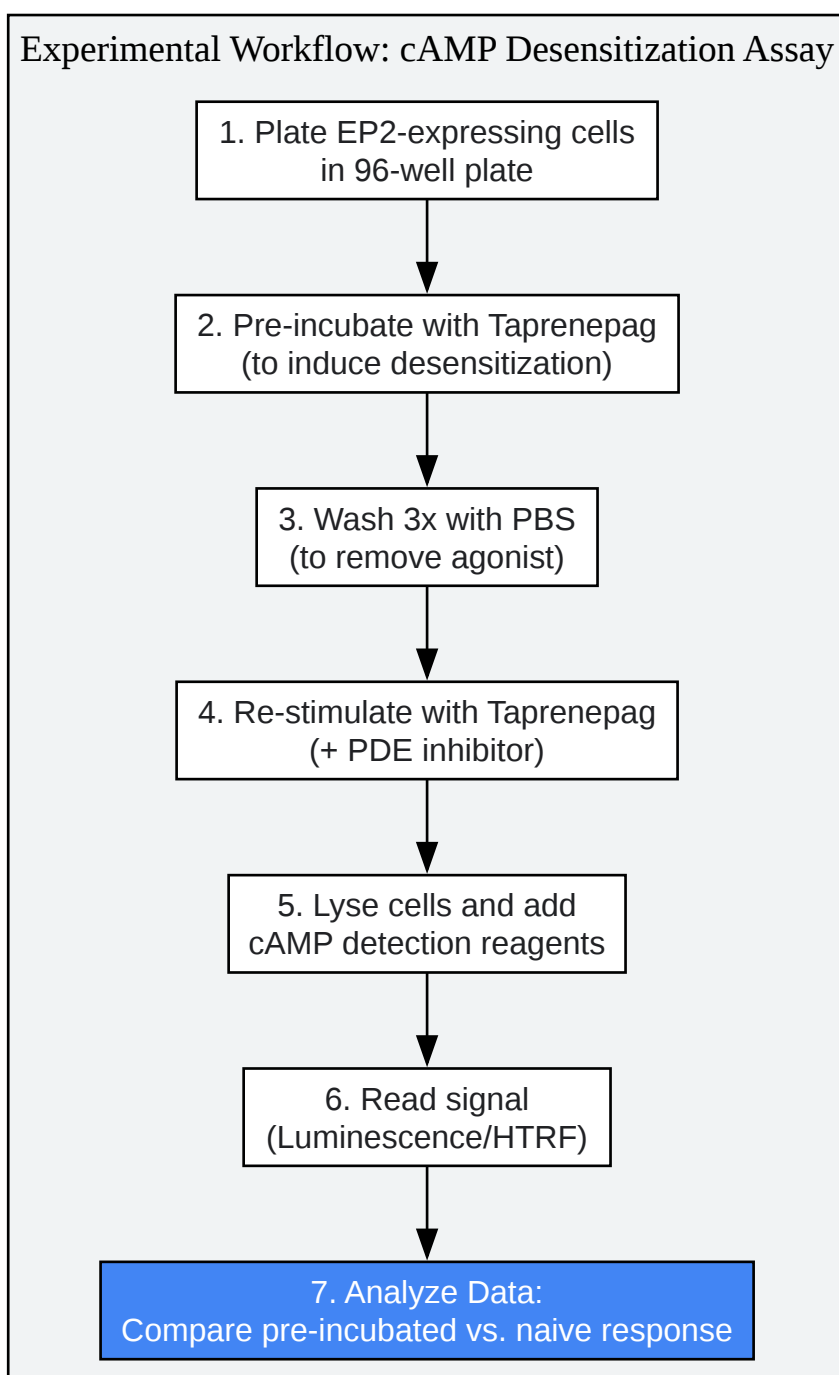 Experimental Workflow: cAMP Desensitization Assay
1. Plate EP2-expressing cells
in 96-well plate
2. Pre-incubate with Taprenepag
(to induce desensitization)
3. Wash 3x with PBS
(to remove agonist)
4. Re-stimulate with Taprenepag
(+ PDE inhibitor)
5. Lyse cells and add
cAMP detection reagents
6. Read signal
(Luminescence/HTRF)
7. Analyze Data:
Compare pre-incubated vs. naive response